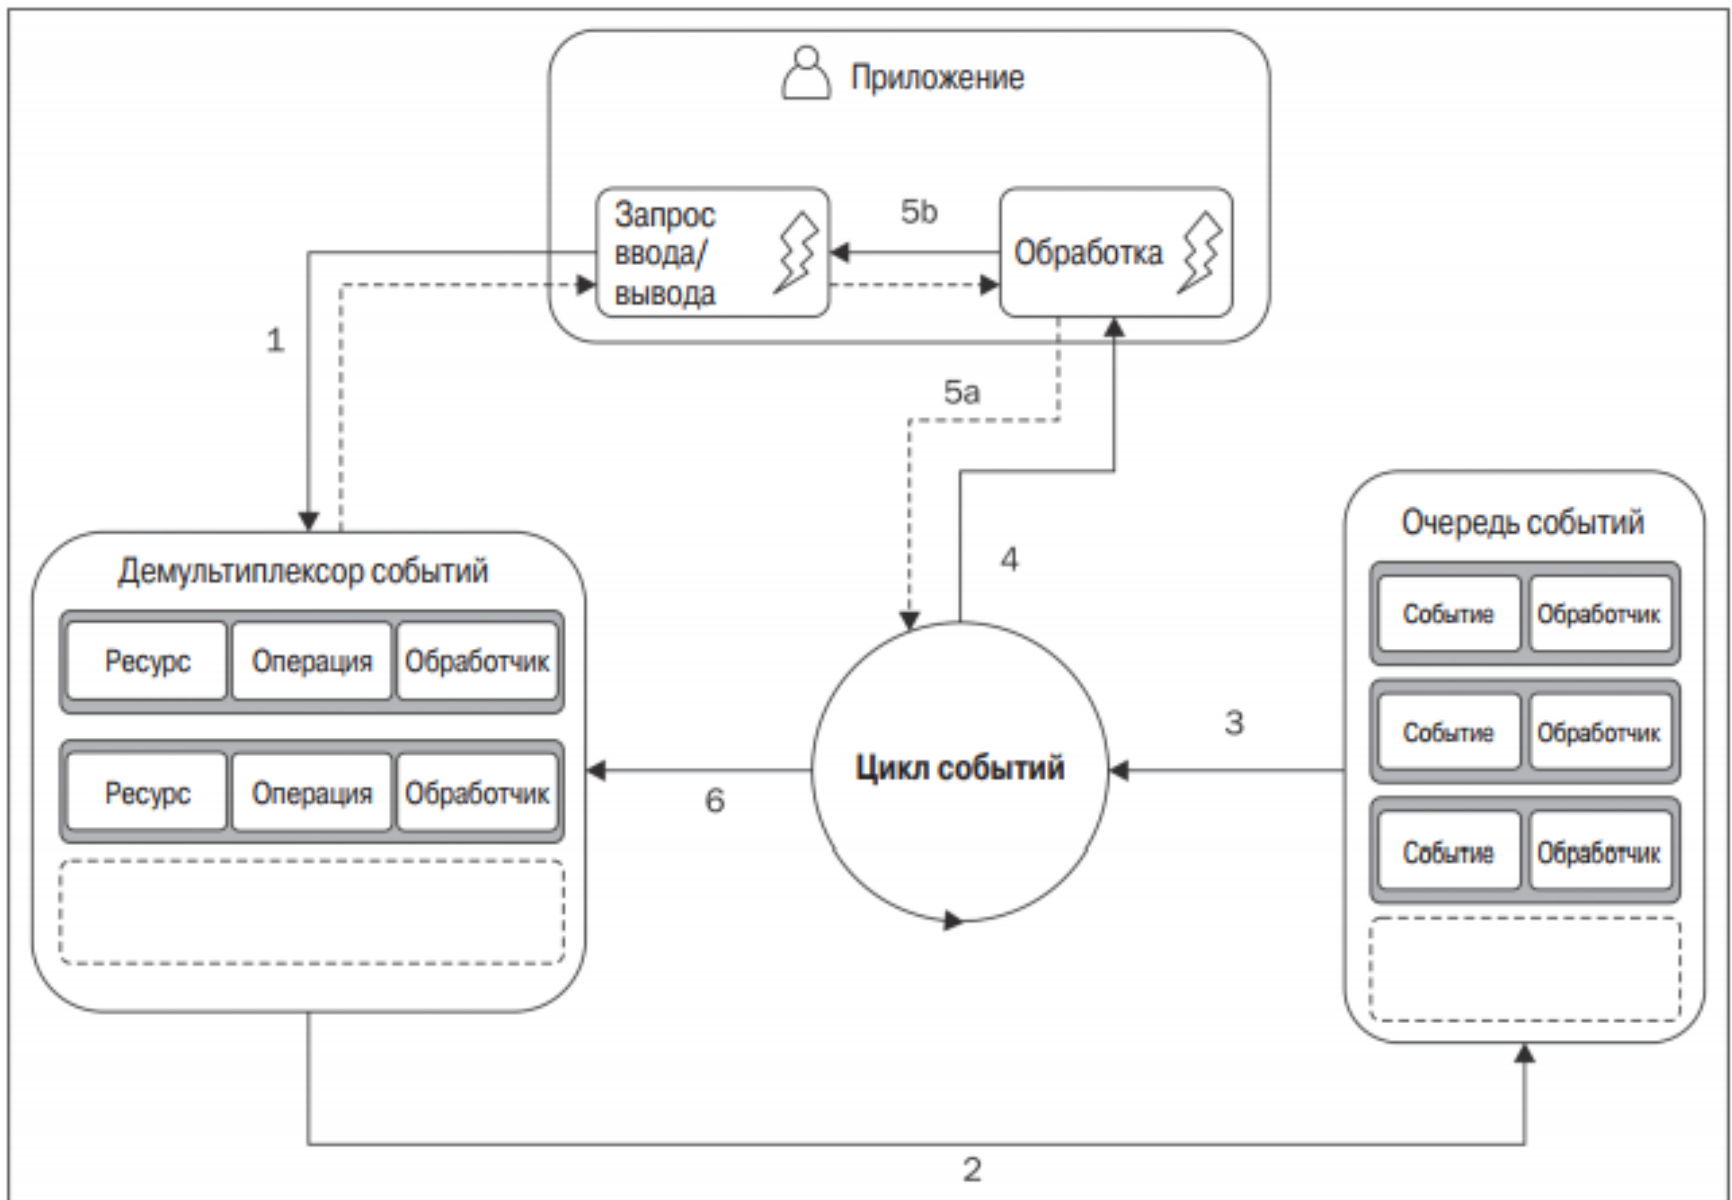 Приложение
Запрос
ввода/
вывода
5b
Обработка
1
5a
4
Демультиплексор событий
Ресурс Операция Обработчик
Ресурс Операция Обработчик
6
Цикл событий
3
Очередь событий
Событие Обработчик
Событие Обработчик
Событие Обработчик
2